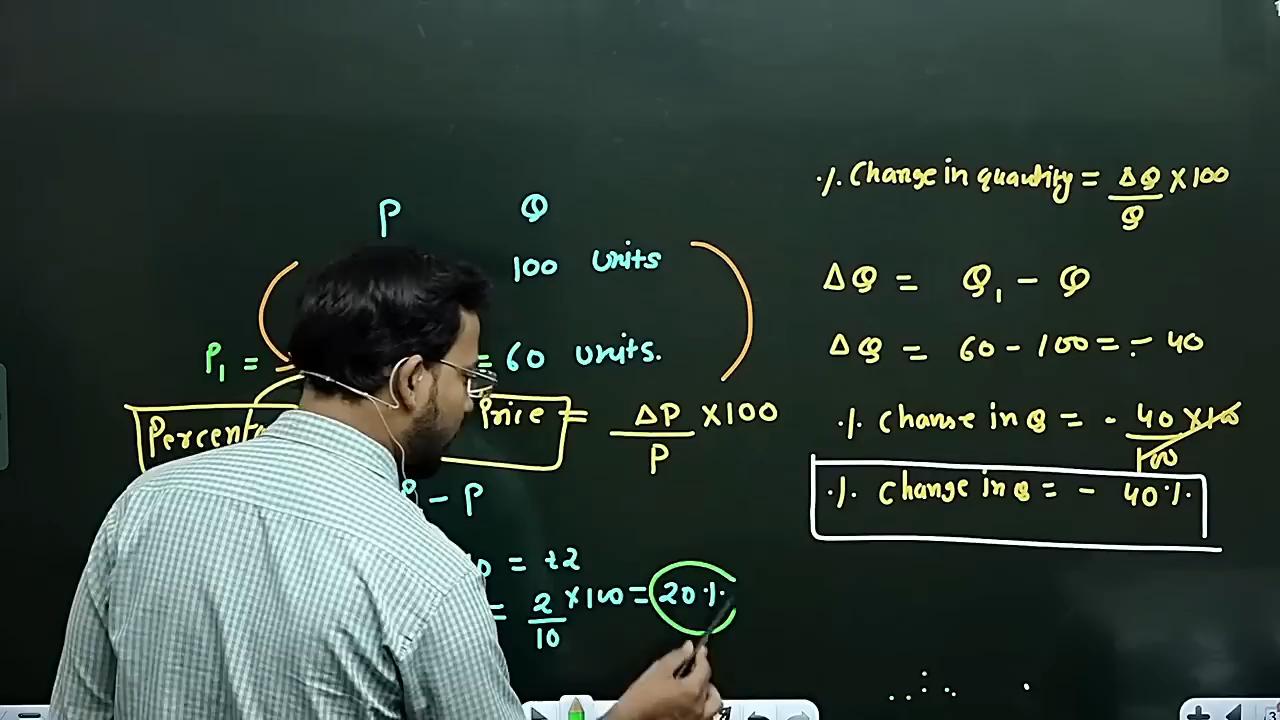 P Q
100 units
P₁ = = 60 units.
Price = ΔP/P ×100
- P
= +2
= 2/10 ×100 = 20%
% Change in quantity = ΔQ/Q ×100
ΔQ = Q₁ - Q
ΔQ = 60 - 100 = - 40
% Change in Q = - 40×100/100
% Change in Q = - 40%